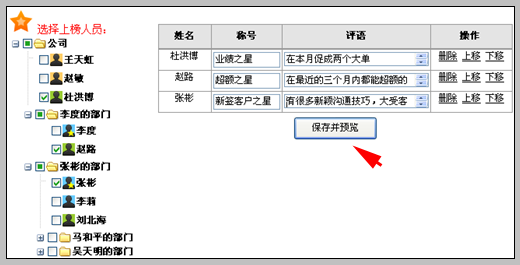 选择上榜人员：
公司
王天虹
赵敏
杜洪博
李度的部门
李度
赵路
张彬的部门
张彬
李莉
刘北海
马和平的部门
吴天明的部门
姓名 称号 评语 操作
杜洪博 业绩之星 在本月促成两个大单 删除 上移 下移
赵路 超额之星 在最近的三个月内都能超额的 删除 上移 下移
张彬 新签客户之星 有很多新颖沟通技巧，大受客 删除 上移 下移
保存并预览